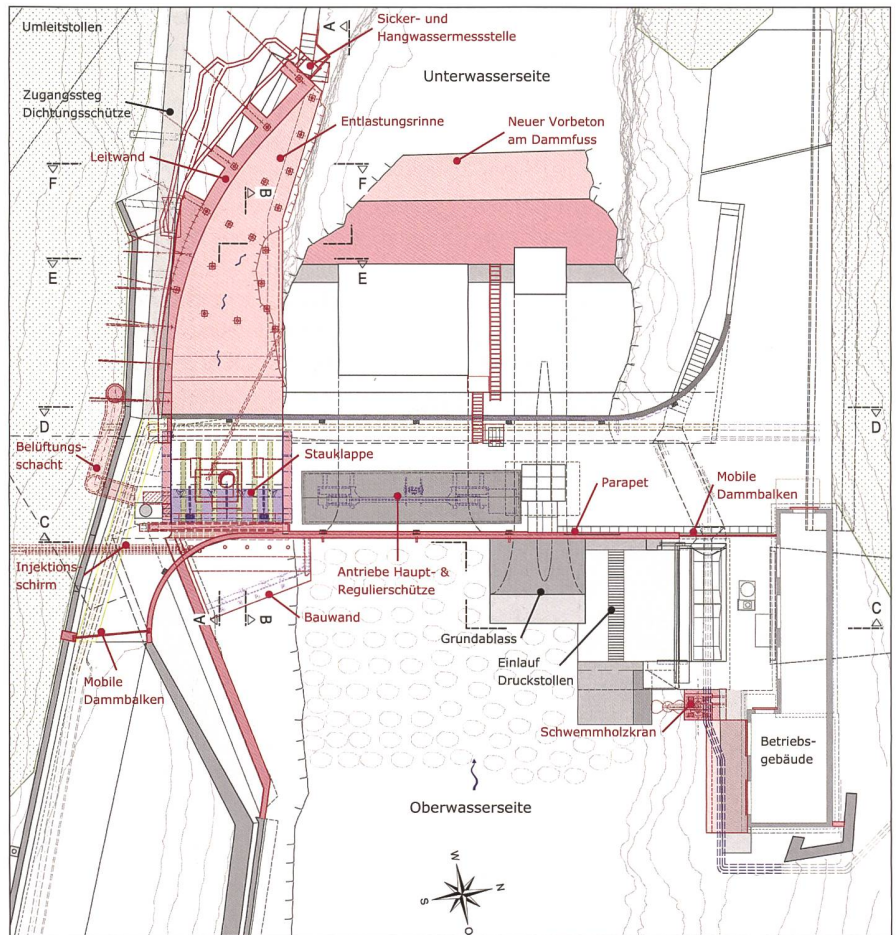 Umleitstollen
A
Sicker- und
Hangwassermessstelle
Unterwasserseite
Zugangssteg
Dichtungsschütze
Entlastungsrinne
Neuer Vorbeton
am Dammfuss
Leitwand
F
B
F
E
E
D
D
Belüftungs-
schacht
Stauklappe
Parapet
Mobile
Dammbalken
C
Injektions-
schirm
Antriebe Haupt- &
Regulierschütze
A
B
Bauwand
Grundablass
C
Einlauf
Druckstollen
Mobile
Dammbalken
Schwemmholzkran
Betriebs-
gebäude
Oberwasserseite
W
N
S
O